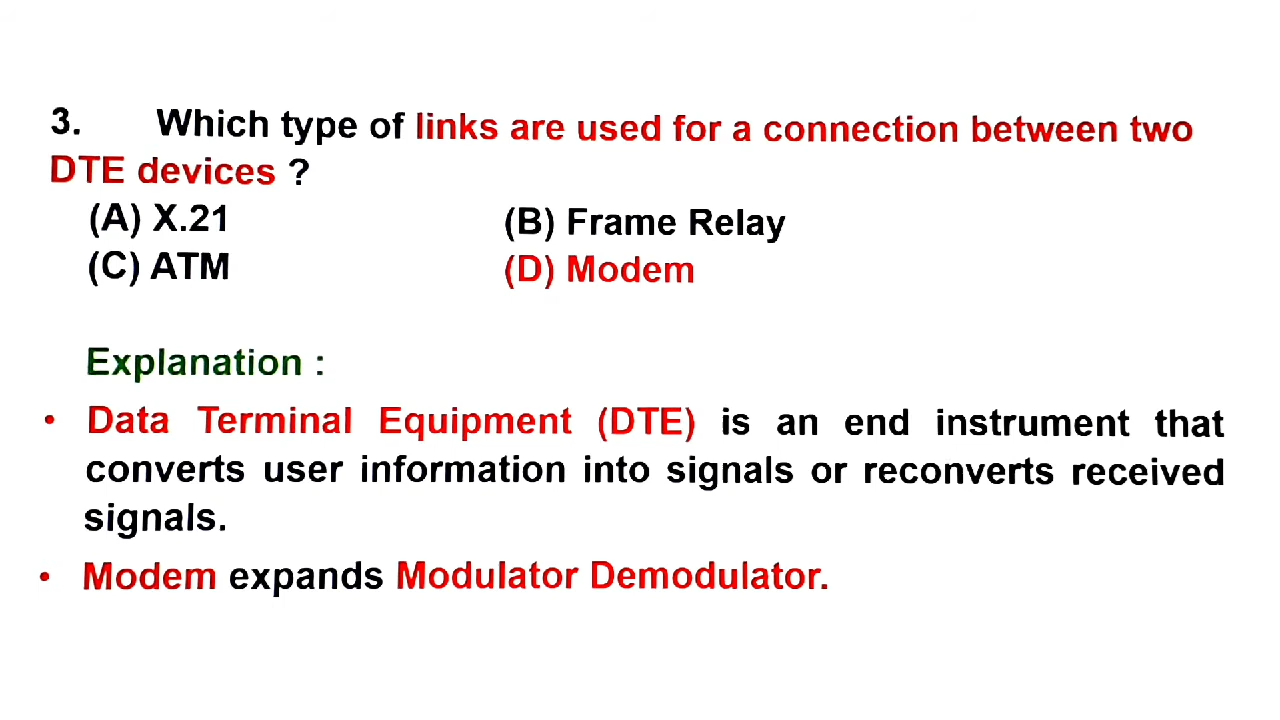 3. Which type of links are used for a connection between two
DTE devices ?
(A) X.21 (B) Frame Relay
(C) ATM (D) Modem
Explanation :
• Data Terminal Equipment (DTE) is an end instrument that
converts user information into signals or reconverts received
signals.
• Modem expands Modulator Demodulator.